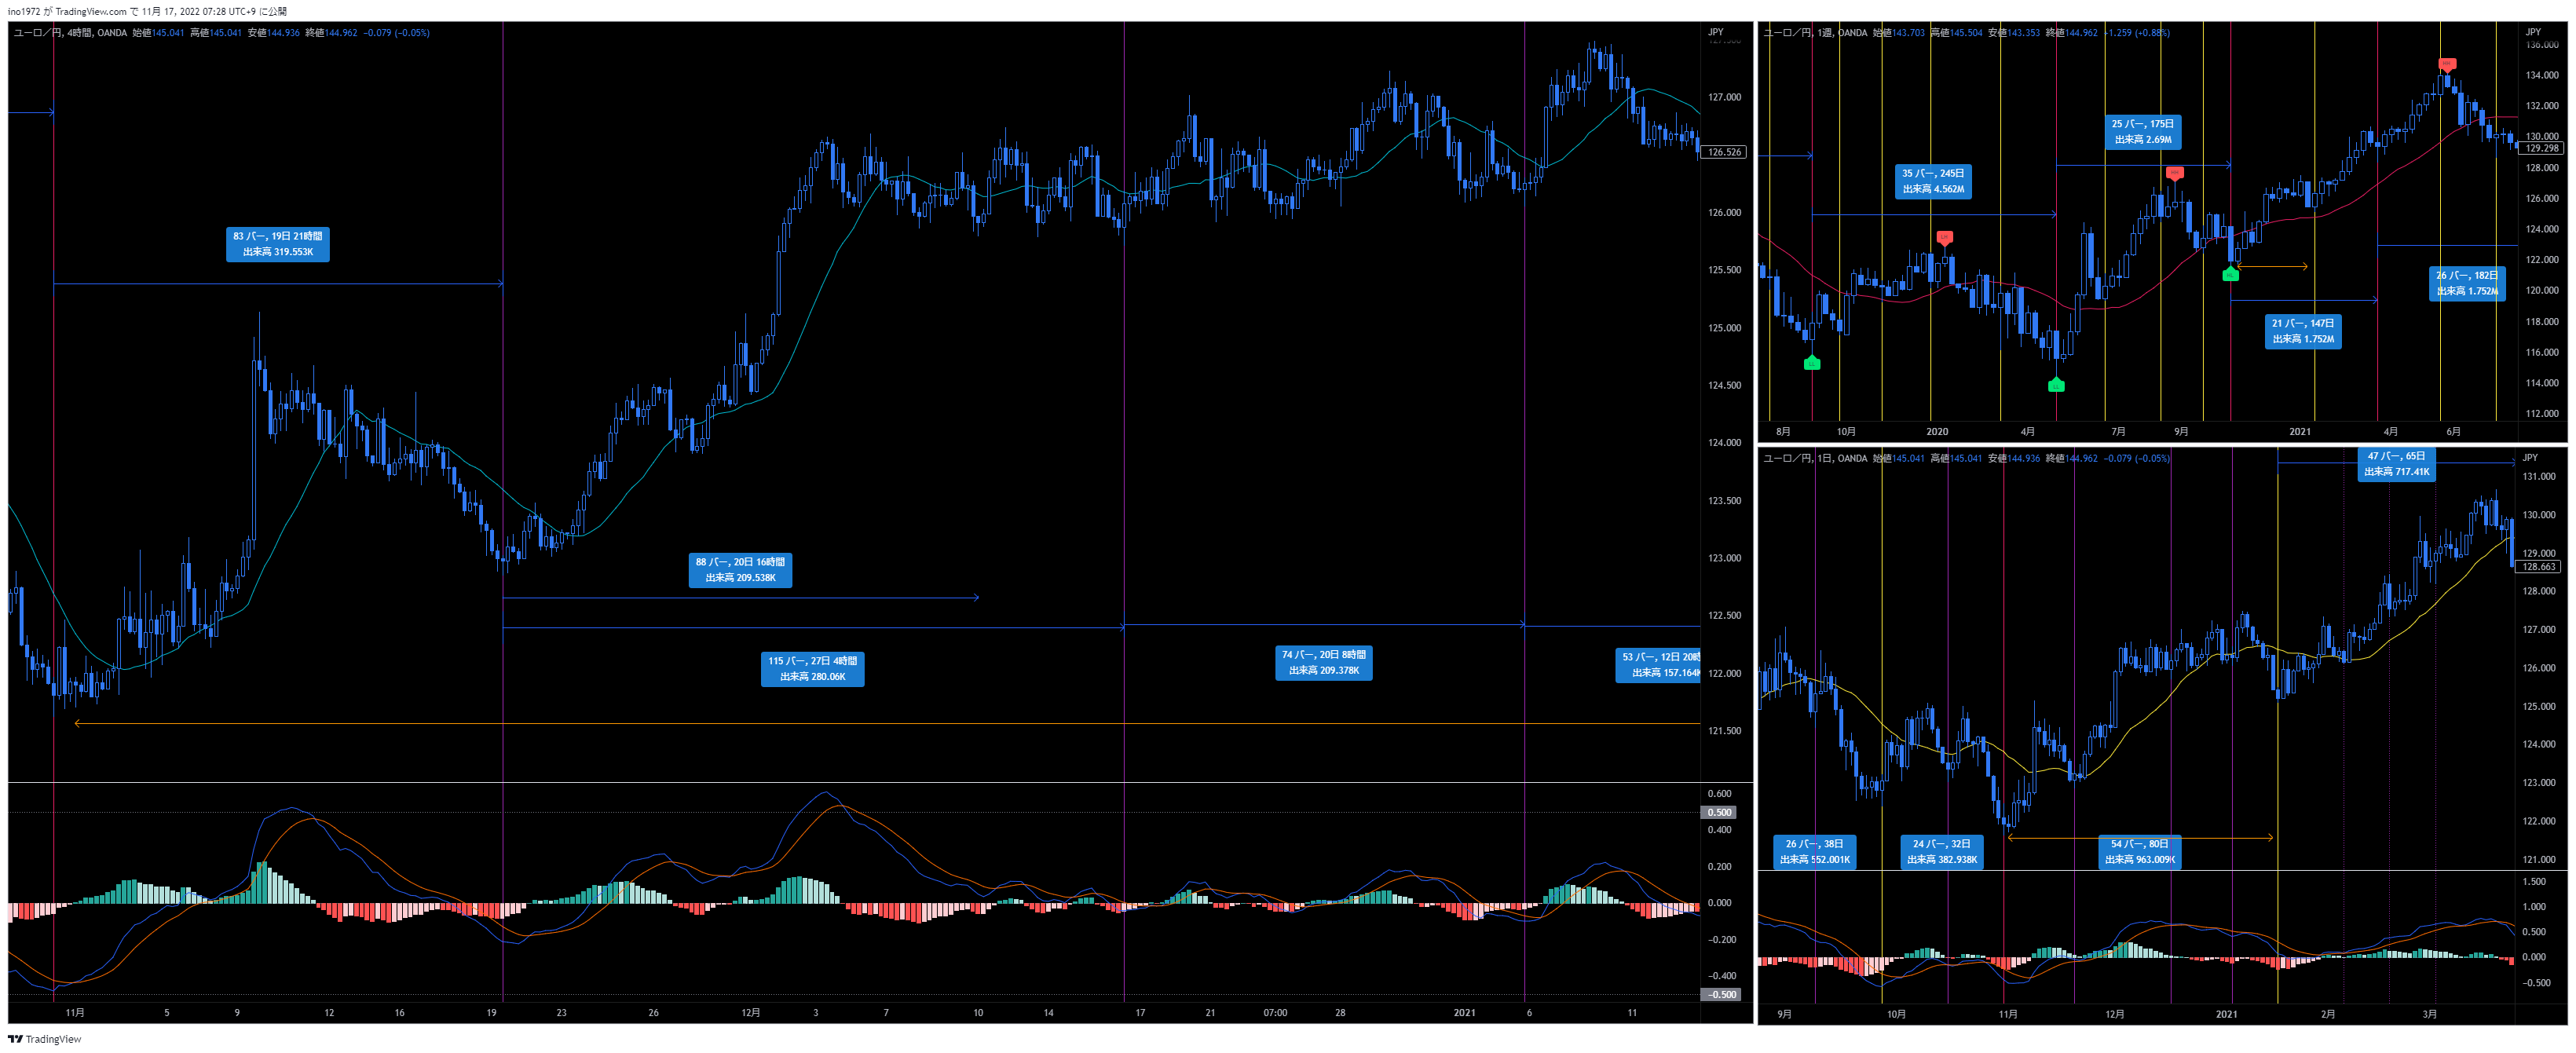 ino1972 が TradingView.com で 11月 17, 2022 07:28 UTC+9 に公開
ユーロ／円, 4時間, OANDA 始値145.041 高値145.041 安値144.936 終値144.962 −0.079 (−0.05%)
JPY
127.500
127.000
126.526
126.000
125.500
125.000
124.500
124.000
123.500
123.000
122.500
122.000
121.500
83 バー, 19日 21時間
出来高 319.553K
88 バー, 20日 16時間
出来高 209.538K
115 バー, 27日 4時間
出来高 280.06K
74 バー, 20日 8時間
出来高 209.378K
53 バー, 12日 20時
出来高 157.164K
0.600
0.500
0.400
0.200
0.000
−0.200
−0.400
−0.500
11月 5 9 12 16 19 23 26 12月 3 7 10 14 17 21 07:00 28 2021 6 11
ユーロ／円, 1週, OANDA 始値143.703 高値145.504 安値143.353 終値144.962 +1.259 (+0.88%)
JPY
136.000
134.000
132.000
130.000
129.298
128.000
126.000
124.000
122.000
120.000
118.000
116.000
114.000
112.000
35 バー, 245日
出来高 4.562M
25 バー, 175日
出来高 2.69M
26 バー, 182日
出来高 1.752M
21 バー, 147日
出来高 1.752M
8月 10月 2020 4月 7月 9月 2021 4月 6月
ユーロ／円, 1日, OANDA 始値145.041 高値145.041 安値144.936 終値144.962 −0.079 (−0.05%)
JPY
47 バー, 65日
出来高 717.41K
131.000
130.000
129.000
128.663
128.000
127.000
126.000
125.000
124.000
123.000
122.000
121.000
26 バー, 38日
出来高 552.001K
24 バー, 32日
出来高 382.938K
54 バー, 80日
出来高 963.009K
1.500
1.000
0.500
0.000
−0.500
9月 10月 11月 12月 2021 2月 3月
TradingView